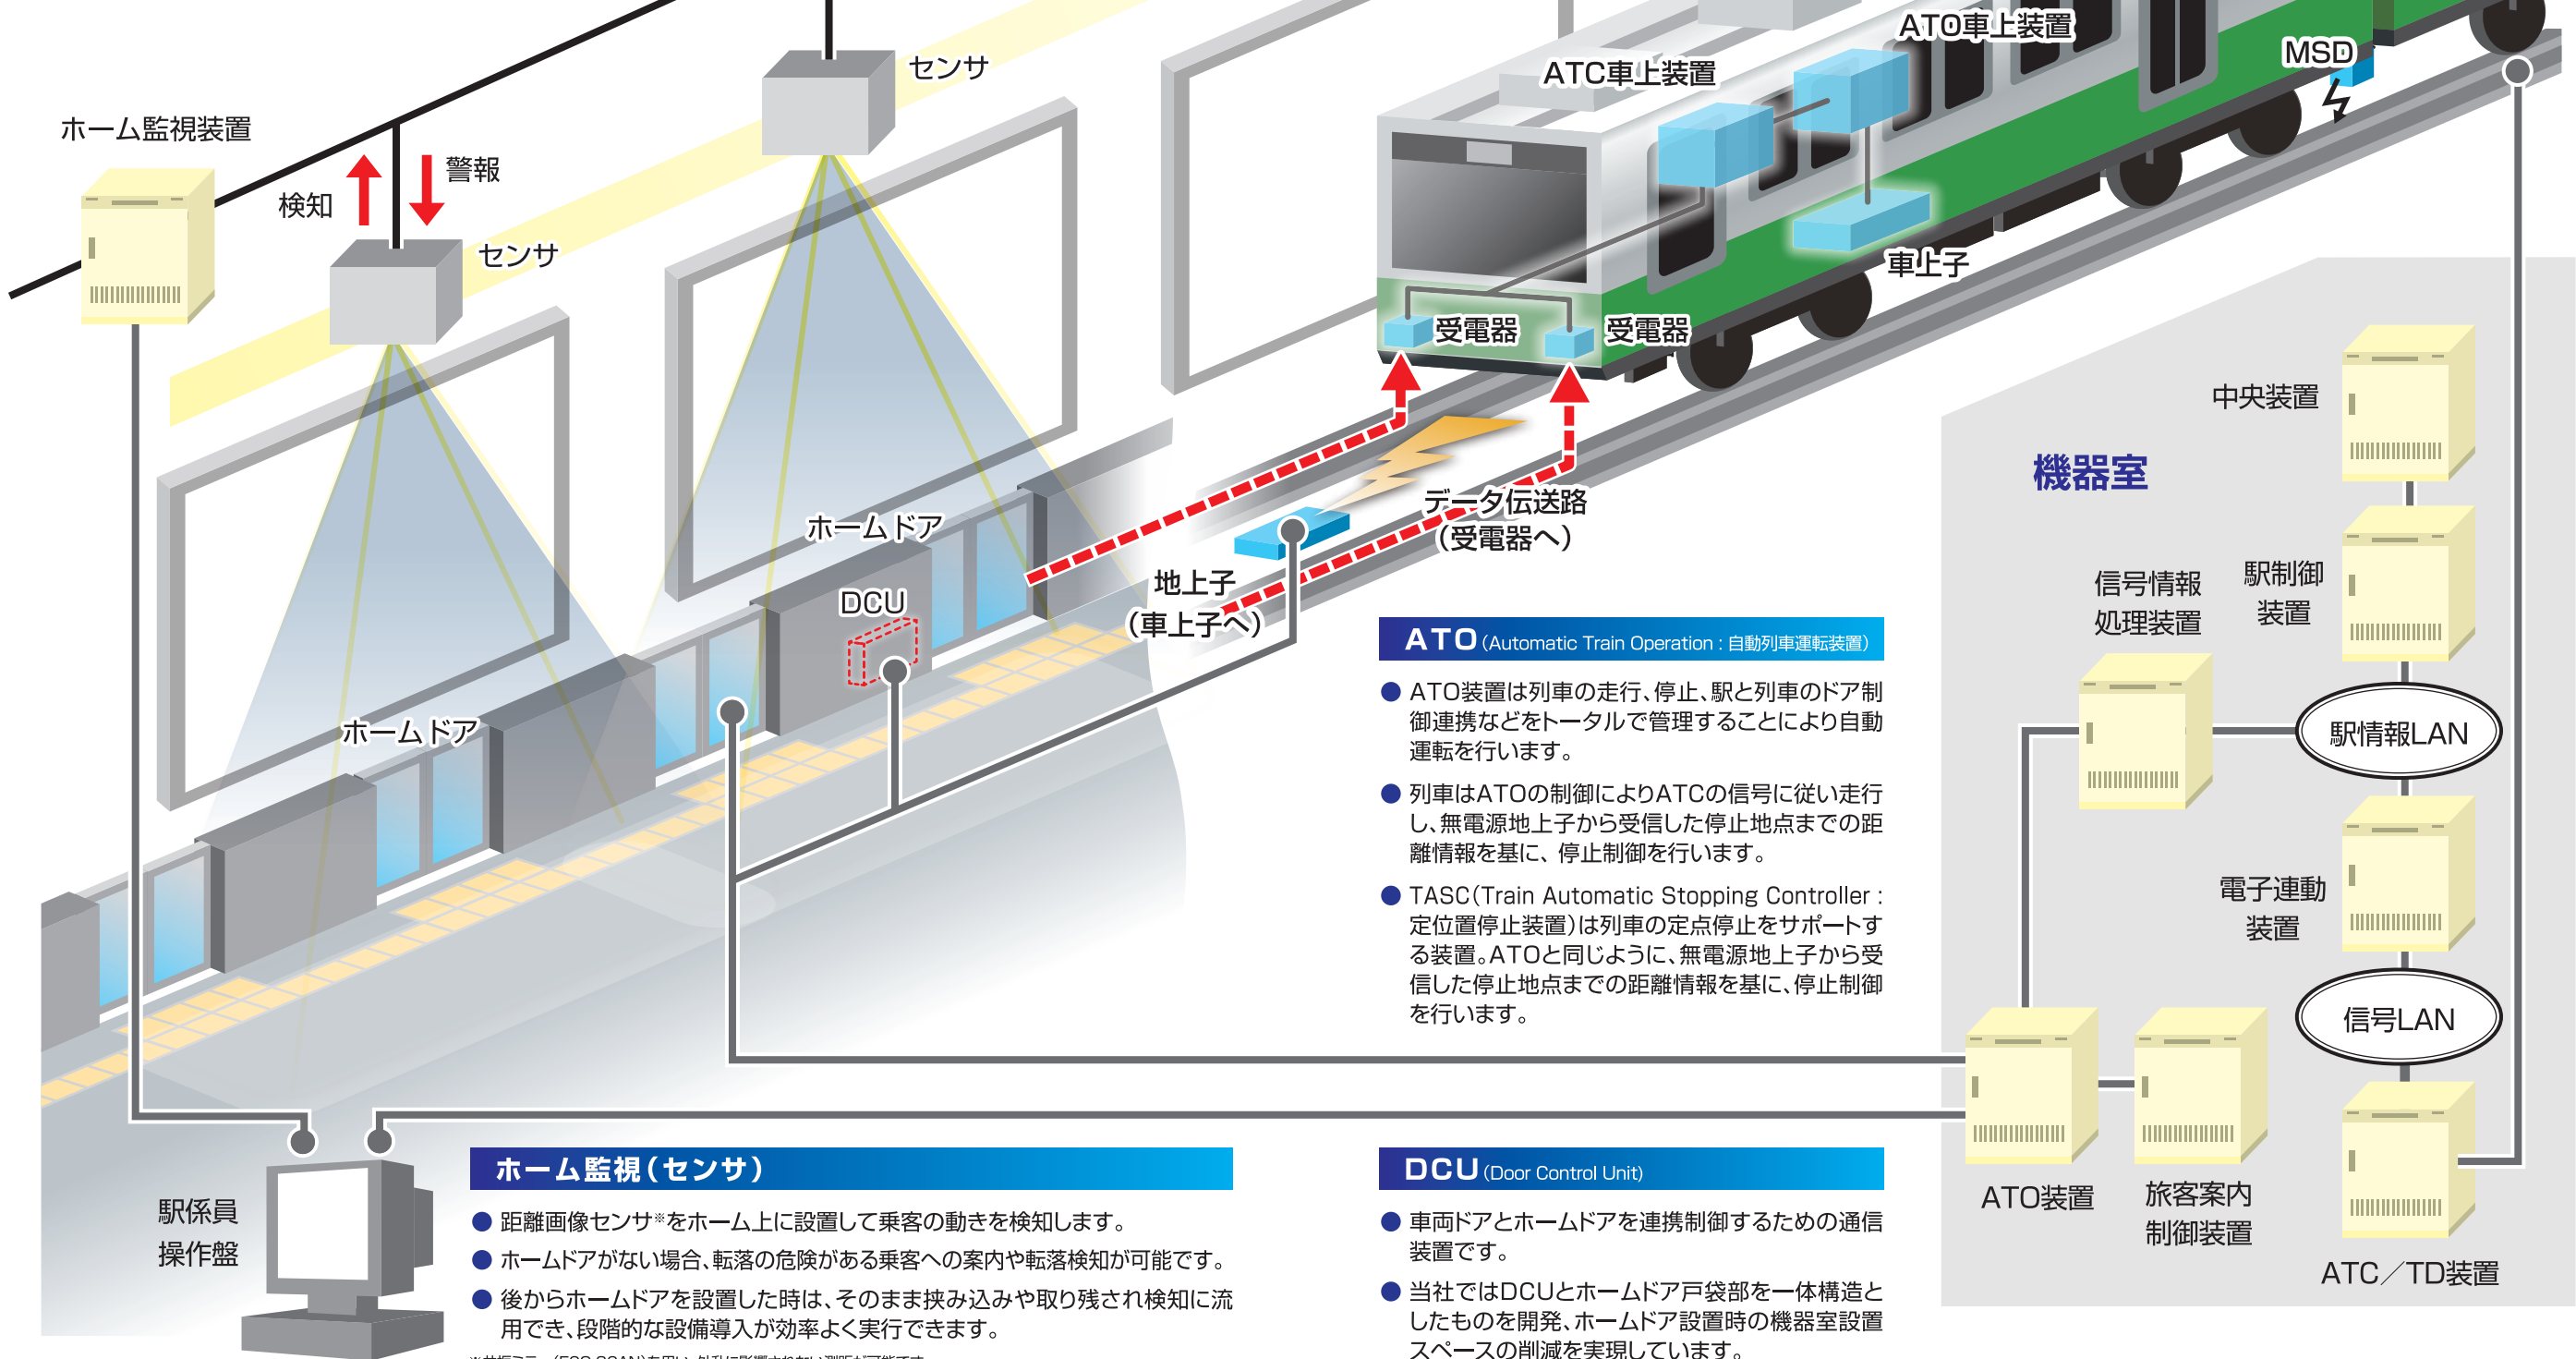 ATO車上装置
MSD
センサ
ATC車上装置
ホーム監視装置
警報
検知
センサ
車上子
受電器
受電器
中央装置
機器室
データ伝送路
(受電器へ)
ホームドア
地上子
(車上子へ)
DCU
信号情報
処理装置
駅制御
装置
ホームドア
駅情報LAN
ATO(Automatic Train Operation : 自動列車運転装置)
● ATO装置は列車の走行、停止、駅と列車のドア制
御連携などをトータルで管理することにより自動
運転を行います。
● 列車はATOの制御によりATCの信号に従い走行
し、無電源地上子から受信した停止地点までの距
離情報を基に、停止制御を行います。
● TASC(Train Automatic Stopping Controller :
定位置停止装置)は列車の定点停止をサポートす
る装置。ATOと同じように、無電源地上子から受
信した停止地点までの距離情報を基に、停止制御
を行います。
電子連動
装置
信号LAN
ATO装置
旅客案内
制御装置
ATC/TD装置
駅係員
操作盤
ホーム監視(センサ)
● 距離画像センサ※をホーム上に設置して乗客の動きを検知します。
● ホームドアがない場合、転落の危険がある乗客への案内や転落検知が可能です。
● 後からホームドアを設置した時は、そのまま挟み込みや取り残され検知に流
用でき、段階的な設備導入が効率よく実行できます。
DCU(Door Control Unit)
● 車両ドアとホームドアを連携制御するための通信
装置です。
● 当社ではDCUとホームドア戸袋部を一体構造と
したものを開発、ホームドア設置時の機器室設置
スペースの削減を実現しています。